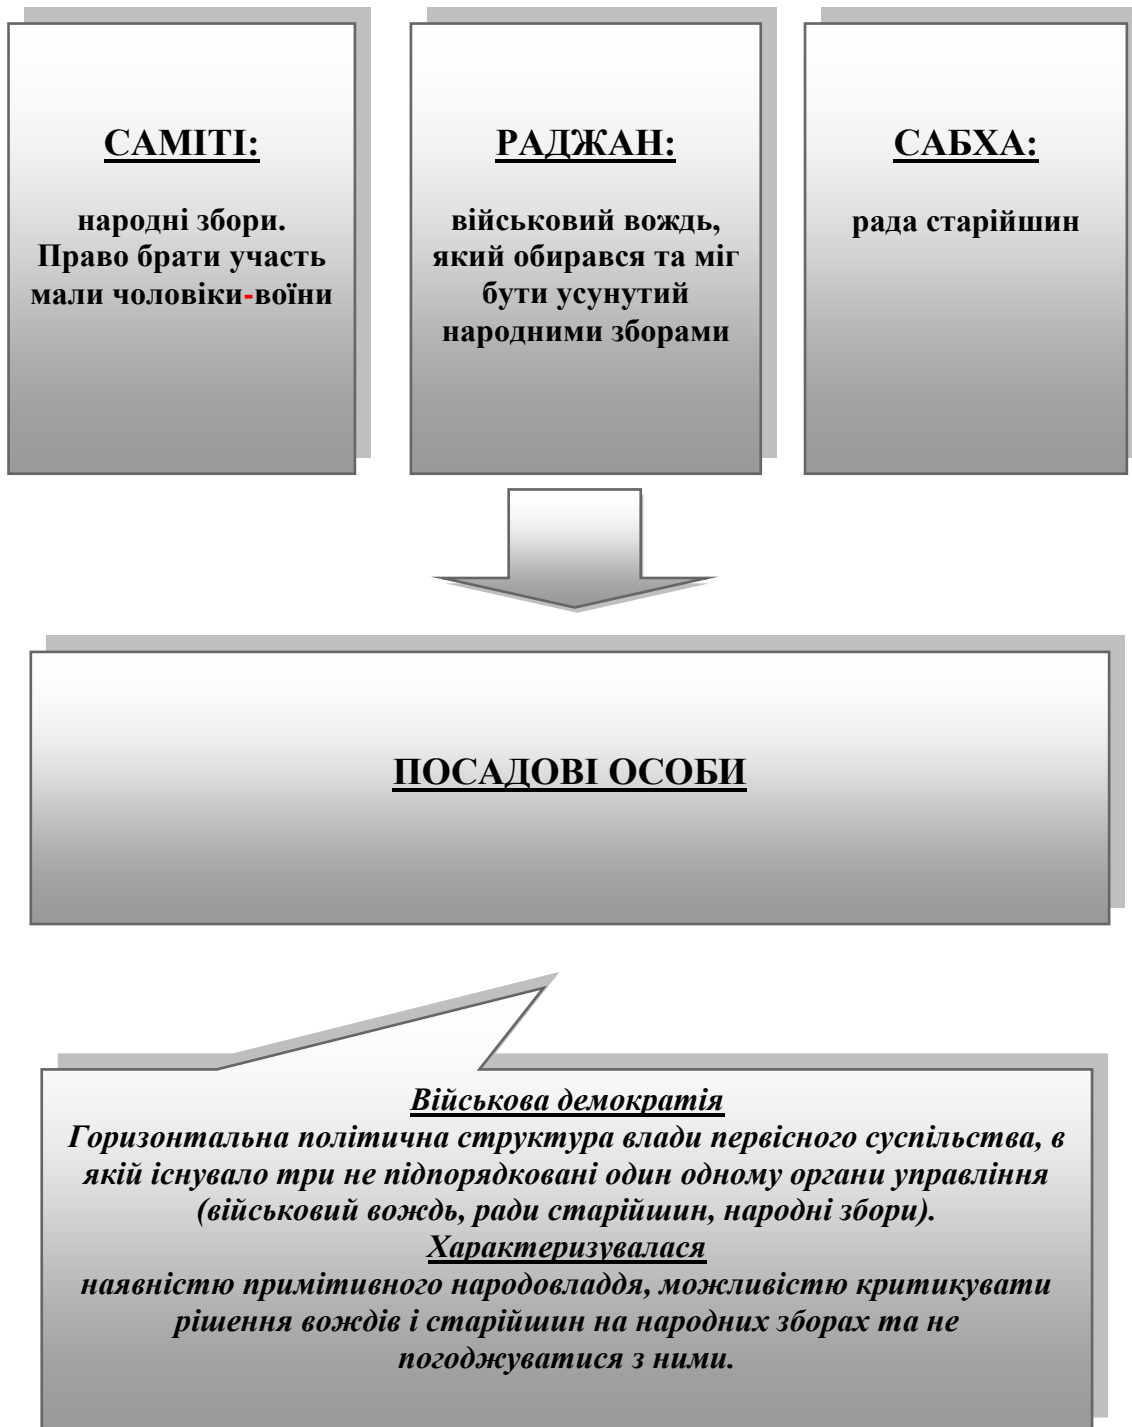 САМІТІ:
народні збори.
Право брати участь
мали чоловіки-воїни
РАДЖАН:
військовий вождь,
який обирався та міг
бути усунутий
народними зборами
САБХА:
рада старійшин
ПОСАДОВІ ОСОБИ
Військова демократія
Горизонтальна політична структура влади первісного суспільства, в
якій існувало три не підпорядковані один одному органи управління
(військовий вождь, ради старійшин, народні збори).
Характеризувалася
наявністю примітивного народовладдя, можливістю критикувати
рішення вождів і старійшин на народних зборах та не
погоджуватися з ними.